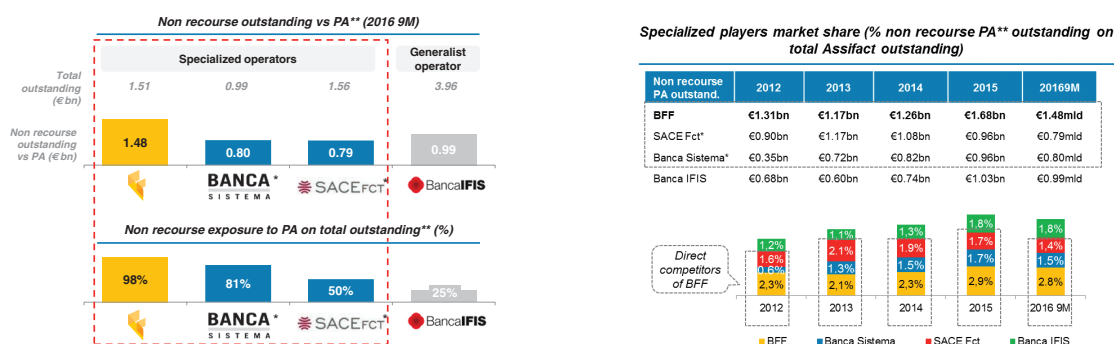 Non recourse outstanding vs PA** (2016 9M)
Specialized operators
Generalist
operator
Total
outstanding
(€ bn)
1.51 0.99 1.56 3.96
Non recourse
outstanding
vs PA (€ bn)
1.48 0.80 0.79 0.99
BANCA *
SISTEMA
SACE FCT *
BancaIFIS
Non recourse exposure to PA on total outstanding** (%)
98% 81% 50% 25%
BANCA *
SISTEMA
SACE FCT *
BancaIFIS
Specialized players market share (% non recourse PA** outstanding on
total Assifact outstanding)
Non recourse
PA outstand.
2012 2013 2014 2015 20169M
BFF €1.31bn €1.17bn €1.26bn €1.68bn €1.48mld
SACE Fct* €0.90bn €1.17bn €1.08bn €0.96bn €0.79mld
Banca Sistema* €0.35bn €0.72bn €0.82bn €0.96bn €0.80mld
Banca IFIS €0.68bn €0.60bn €0.74bn €1.03bn €0.99mld
Direct
competitors
of BFF
1,2% 1,1% 1,3% 1,8% 1,8%
1.6% 2.1% 1.9% 1.7% 1,4%
0.6% 1.3% 1.5% 1.7% 1.5%
2,3% 2,1% 2,3% 2,9% 2.8%
2012 2013 2014 2015 2016 9M
BFF Banca Sistema SACE Fct Banca IFIS